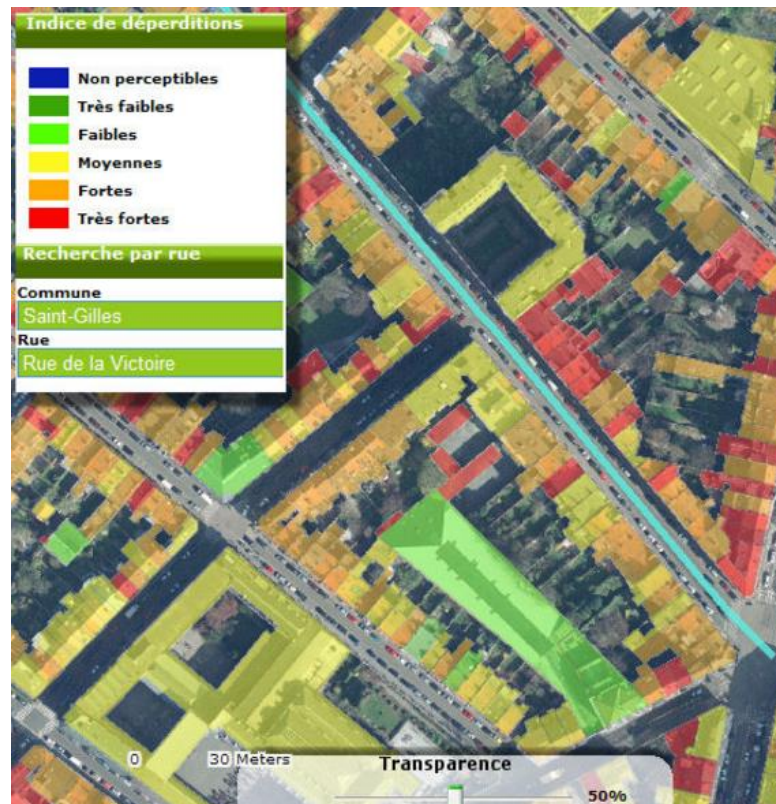 Indice de déperditions
Non perceptibles
Très faibles
Faibles
Moyennes
Fortes
Très fortes
Recherche par rue
Commune
Saint-Gilles
Rue
Rue de la Victoire
0 30 Meters
Transparence
50%